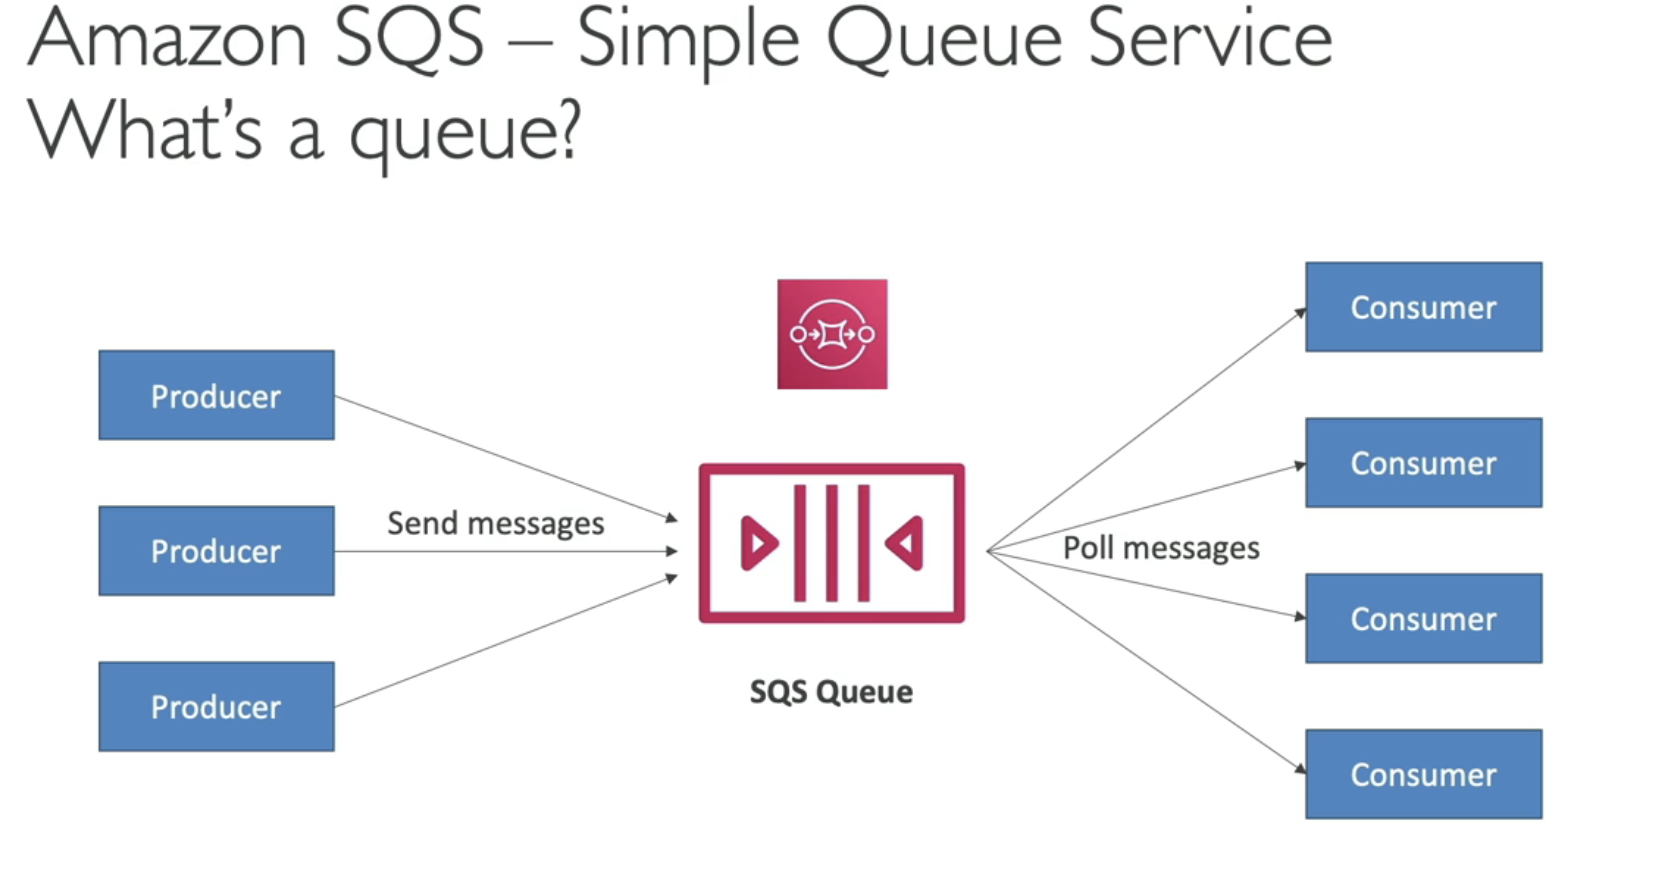 Amazon SQS – Simple Queue Service
What's a queue?
Producer
Producer
Producer
Send messages
SQS Queue
Poll messages
Consumer
Consumer
Consumer
Consumer